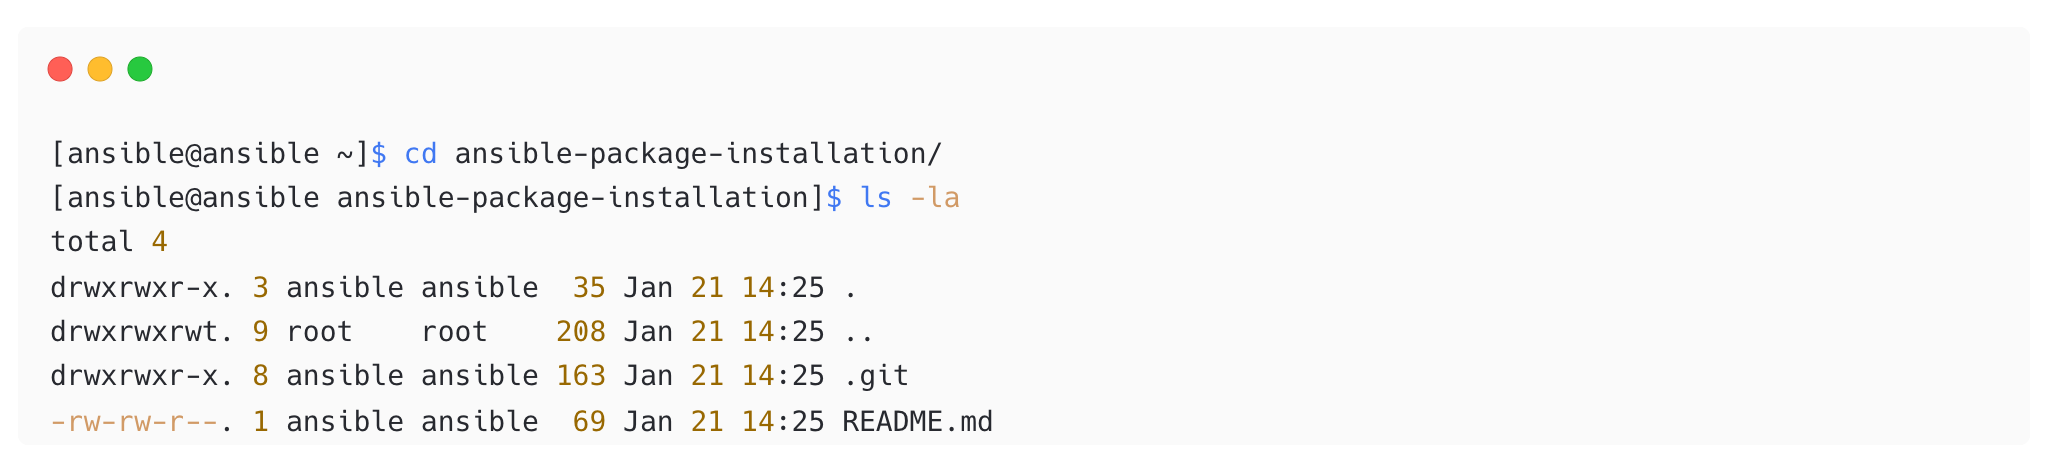 [ansible@ansible ~]$ cd ansible-package-installation/
[ansible@ansible ansible-package-installation]$ ls -la
total 4
drwxrwxr-x. 3 ansible ansible  35 Jan 21 14:25 .
drwxrwxrwt. 9 root    root    208 Jan 21 14:25 ..
drwxrwxr-x. 8 ansible ansible 163 Jan 21 14:25 .git
-rw-rw-r--. 1 ansible ansible  69 Jan 21 14:25 README.md